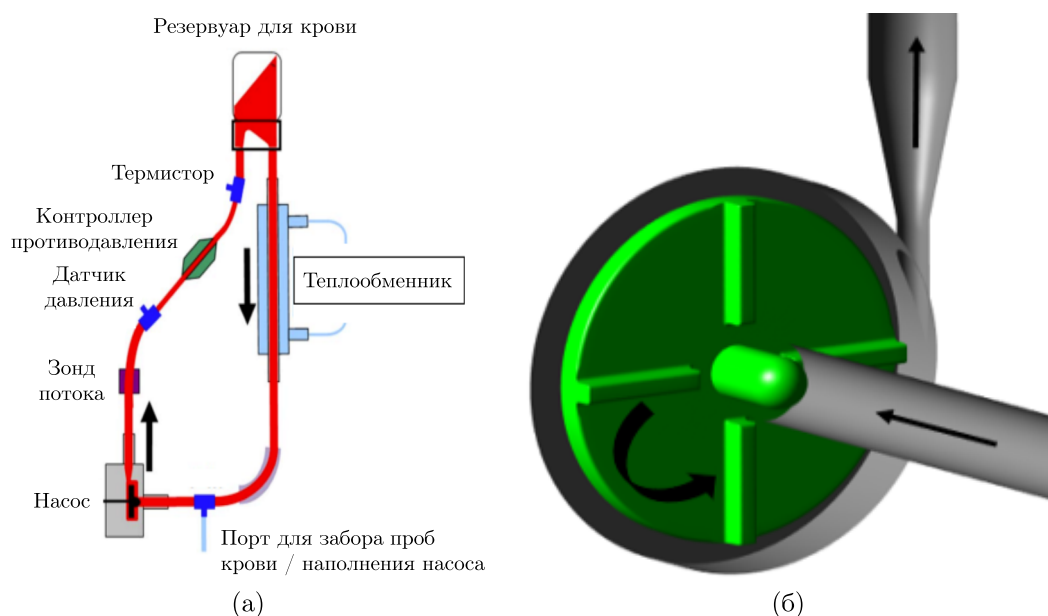 Резервуар для крови
Термистор
Контроллер
противодавления
Датчик
давления
Теплообменник
Зонд
потока
Насос
Порт для забора проб
крови / наполнения насоса
(а)
(б)